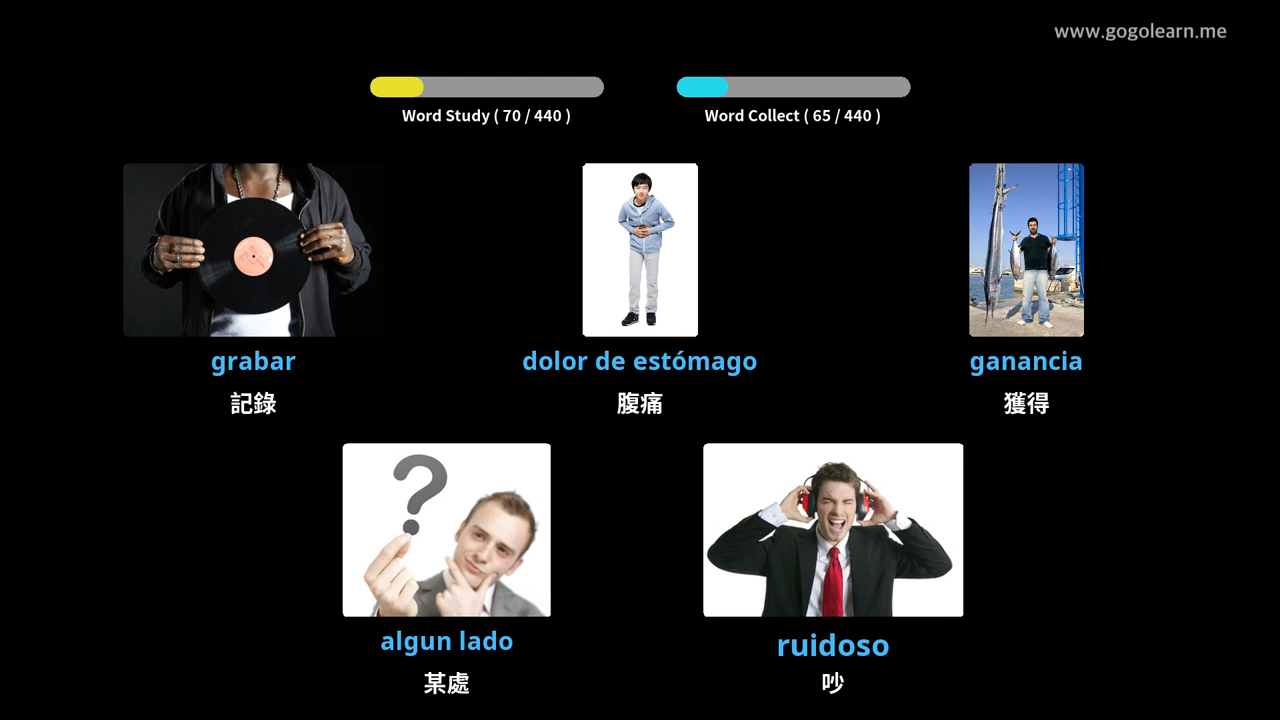 www.gogolearn.me
Word Study ( 70 / 440 )
Word Collect ( 65 / 440 )
grabar
記錄
dolor de estómago
腹痛
ganancia
獲得
algun lado
某處
ruidoso
吵